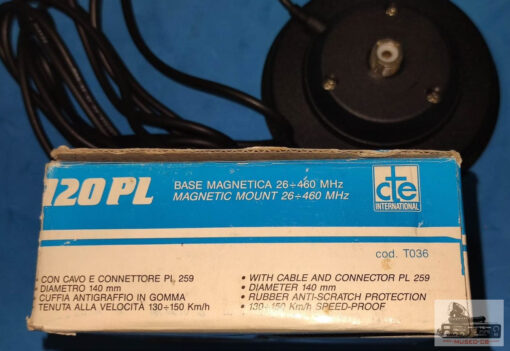 120 PL
BASE MAGNETICA 26÷460 MHz
MAGNETIC MOUNT 26÷460 MHz
cte
INTERNATIONAL
cod. T036
• CON CAVO E CONNETTORE PL 259
• DIAMETRO 140 mm
• CUFFIA ANTIGRAFFIO IN GOMMA
TENUTA ALLA VELOCITÀ 130÷150 Km/h
• WITH CABLE AND CONNECTOR PL 259
• DIAMETER 140 mm
• RUBBER ANTI-SCRATCH PROTECTION
• 130÷150 Km/h SPEED-PROOF
MUSEO-CB